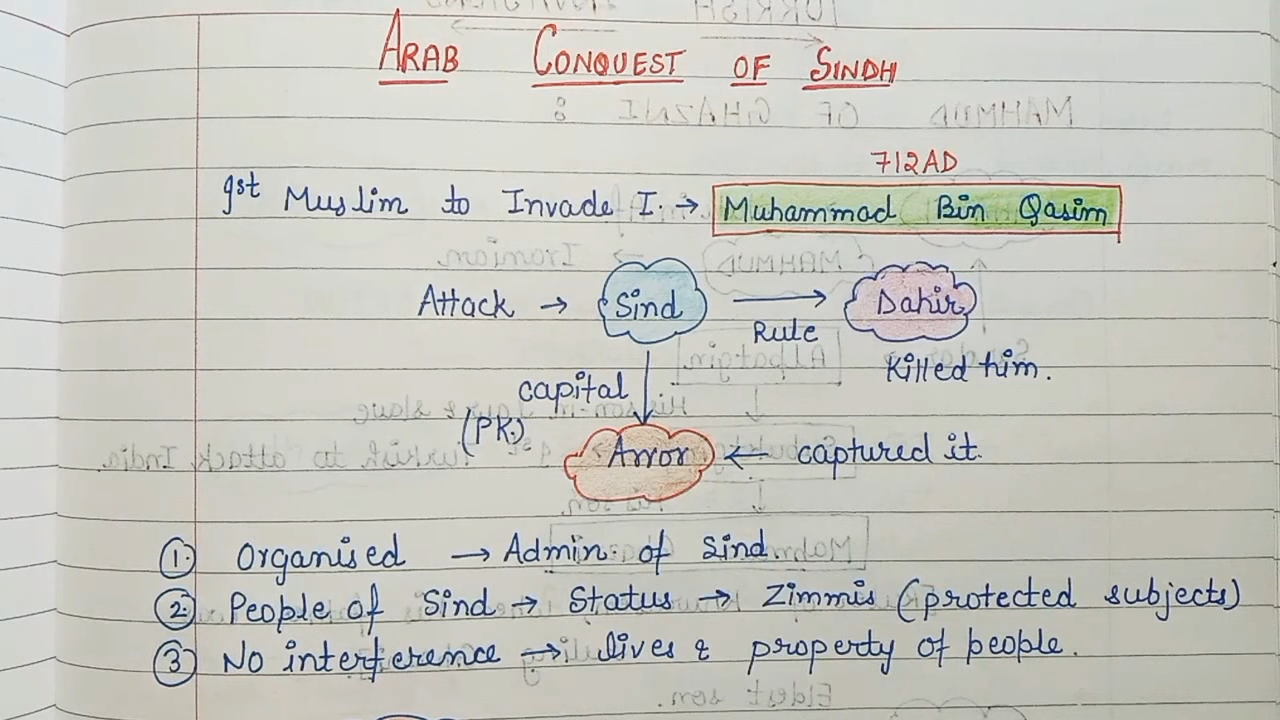 ARAB CONQUEST OF SINDH
712AD
1st Muslim to Invade I. → Muhammad Bin Qasim
Attack → Sind → Dahir
Rule
Killed him.
capital
(PK.)
Arror ← captured it.
① Organised → Admin. of Sind
② People of Sind → Status → Zimmis (protected subjects)
③ No interference → lives & property of people.